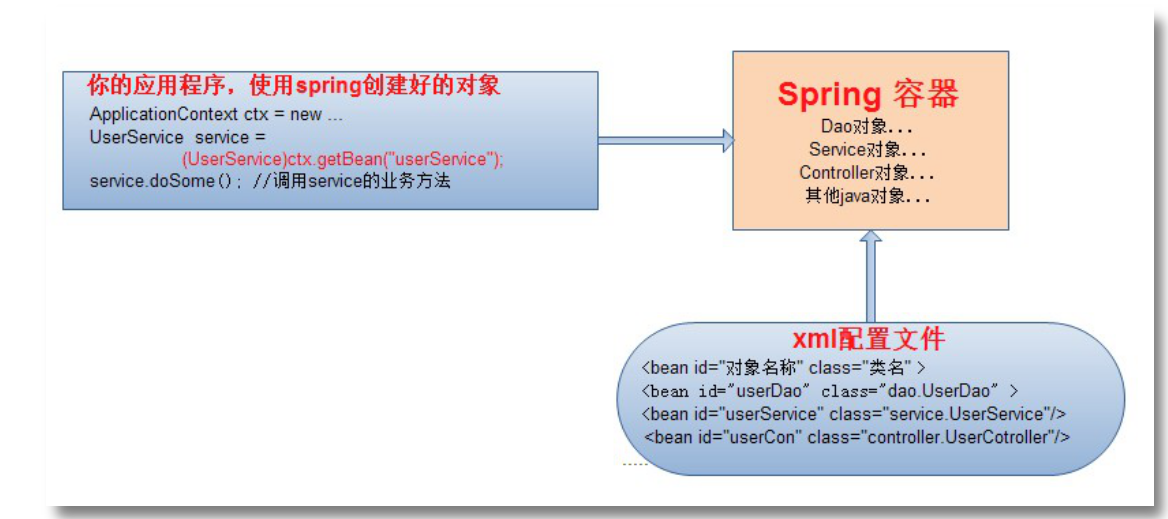 你的应用程序，使用spring创建好的对象
ApplicationContext ctx = new ...
UserService service =
(UserService)ctx.getBean("userService");
service.doSome(); //调用service的业务方法
Spring 容器
Dao对象...
Service对象...
Controller对象...
其他java对象...
xml配置文件
<bean id="对象名称" class="类名" >
<bean id="userDao" class="dao.UserDao" >
<bean id="userService" class="service.UserService"/>
<bean id="userCon" class="controller.UserCotroller"/>
.....